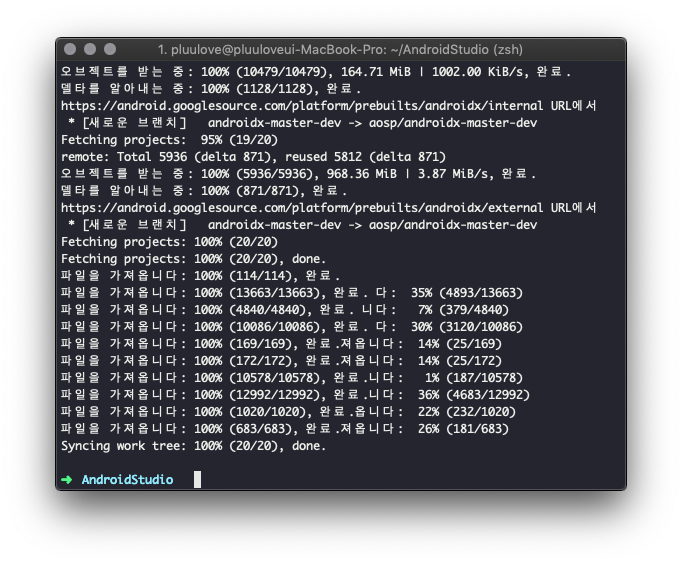 1. pluulove@pluuloveui-MacBook-Pro: ~/AndroidStudio (zsh)
오브젝트를 받는 중: 100% (10479/10479), 164.71 MiB | 1002.00 KiB/s, 완료.
델타를 알아내는 중: 100% (1128/1128), 완료.
https://android.googlesource.com/platform/prebuilts/androidx/internal URL에서
 * [새로운 브랜치]   androidx-master-dev -> aosp/androidx-master-dev
Fetching projects:  95% (19/20)
remote: Total 5936 (delta 871), reused 5812 (delta 871)
오브젝트를 받는 중: 100% (5936/5936), 968.36 MiB | 3.87 MiB/s, 완료.
델타를 알아내는 중: 100% (871/871), 완료.
https://android.googlesource.com/platform/prebuilts/androidx/external URL에서
 * [새로운 브랜치]   androidx-master-dev -> aosp/androidx-master-dev
Fetching projects: 100% (20/20)
Fetching projects: 100% (20/20), done.
파일을 가져옵니다: 100% (114/114), 완료.
파일을 가져옵니다: 100% (13663/13663), 완료. 다:  35% (4893/13663)
파일을 가져옵니다: 100% (4840/4840), 완료. 니다:   7% (379/4840)
파일을 가져옵니다: 100% (10086/10086), 완료. 다:  30% (3120/10086)
파일을 가져옵니다: 100% (169/169), 완료.져옵니다:  14% (25/169)
파일을 가져옵니다: 100% (172/172), 완료.져옵니다:  14% (25/172)
파일을 가져옵니다: 100% (10578/10578), 완료.니다:   1% (187/10578)
파일을 가져옵니다: 100% (12992/12992), 완료.니다:  36% (4683/12992)
파일을 가져옵니다: 100% (1020/1020), 완료.옵니다:  22% (232/1020)
파일을 가져옵니다: 100% (683/683), 완료.져옵니다:  26% (181/683)
Syncing work tree: 100% (20/20), done.
➜ AndroidStudio